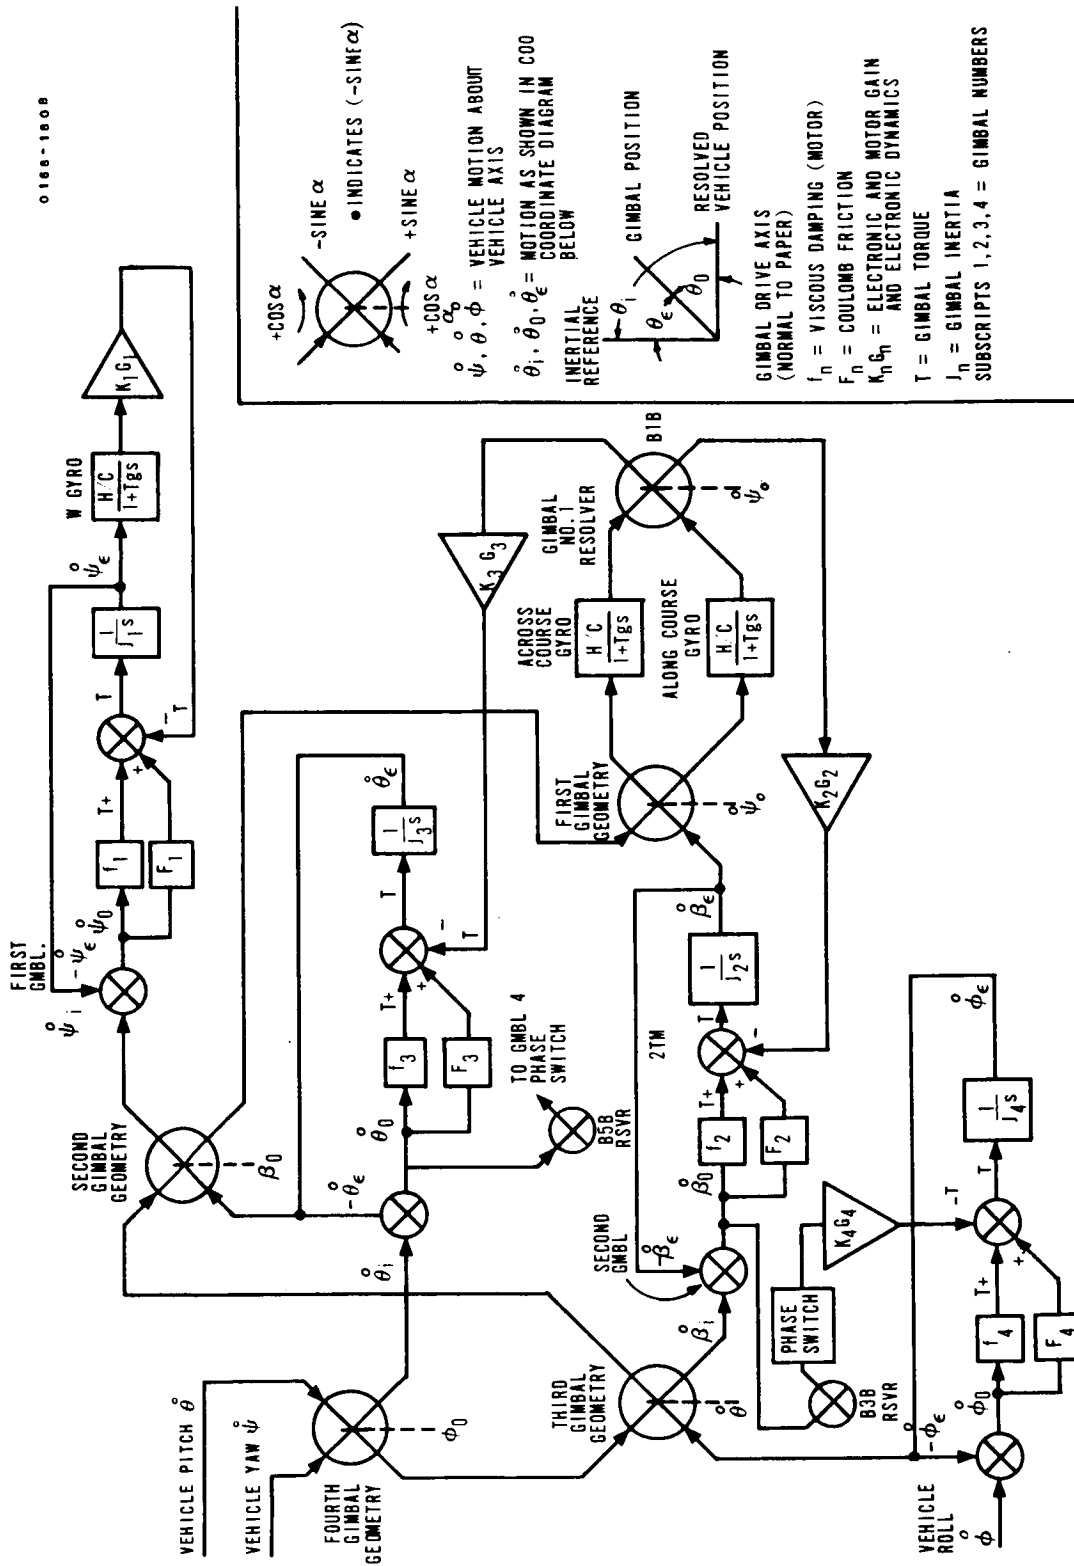 0166-1808
VEHICLE PITCH θ̊
VEHICLE YAW ψ̊
FOURTH
GIMBAL
GEOMETRY
ϕ0
SECOND
GIMBAL
GEOMETRY
β0
FIRST
GMBL.
ψ̊i
-ψ̊ϵ
ψ̊0
f1
F1
T+
+
-T
T
1/J1s
ψ̊ϵ
W GYRO
H/C
1+Tgs
K1G1
θ̊i
-θ̊ϵ
θ̊0
f3
F3
T+
+
T
-
T
1/J3s
θ̊ϵ
K3G3
B5B
RSVR
TO GMBL 4
PHASE
SWITCH
THIRD
GIMBAL
GEOMETRY
θ̊
β̊i
SECOND
GMBL
-β̊ϵ
β̊0
f2
F2
T+
+
T
-
2TM
1/J2s
β̊ϵ
FIRST
GIMBAL
GEOMETRY
ψ̊o
ACROSS
COURSE
GYRO
H/C
1+Tgs
ALONG COURSE
GYRO
H/C
1+Tgs
GIMBAL
NO.1
RESOLVER
B1B
ψ̊o
K2G2
B3B
RSVR
PHASE
SWITCH
K4G4
VEHICLE
ROLL
ϕ̊
-ϕ̊ϵ
ϕ̊0
f4
F4
T+
+
-T
T
1/J4s
ϕ̊ϵ
+COSα
-SINEα
+COSα
+SINEα
α0
● INDICATES (-SINEα)
ψ̊, θ̊, ϕ̊ = VEHICLE MOTION ABOUT
VEHICLE AXIS
θ̊i, θ̊0, θ̊ϵ = MOTION AS SHOWN IN COO
COORDINATE DIAGRAM
BELOW
INERTIAL
REFERENCE
θi
θϵ
θ0
GIMBAL POSITION
RESOLVED
VEHICLE POSITION
GIMBAL DRIVE AXIS
(NORMAL TO PAPER)
fn = VISCOUS DAMPING (MOTOR)
Fn = COULOMB FRICTION
KnGn = ELECTRONIC AND MOTOR GAIN
AND ELECTRONIC DYNAMICS
T = GIMBAL TORQUE
Jn = GIMBAL INERTIA
SUBSCRIPTS 1,2,3,4 = GIMBAL NUMBERS